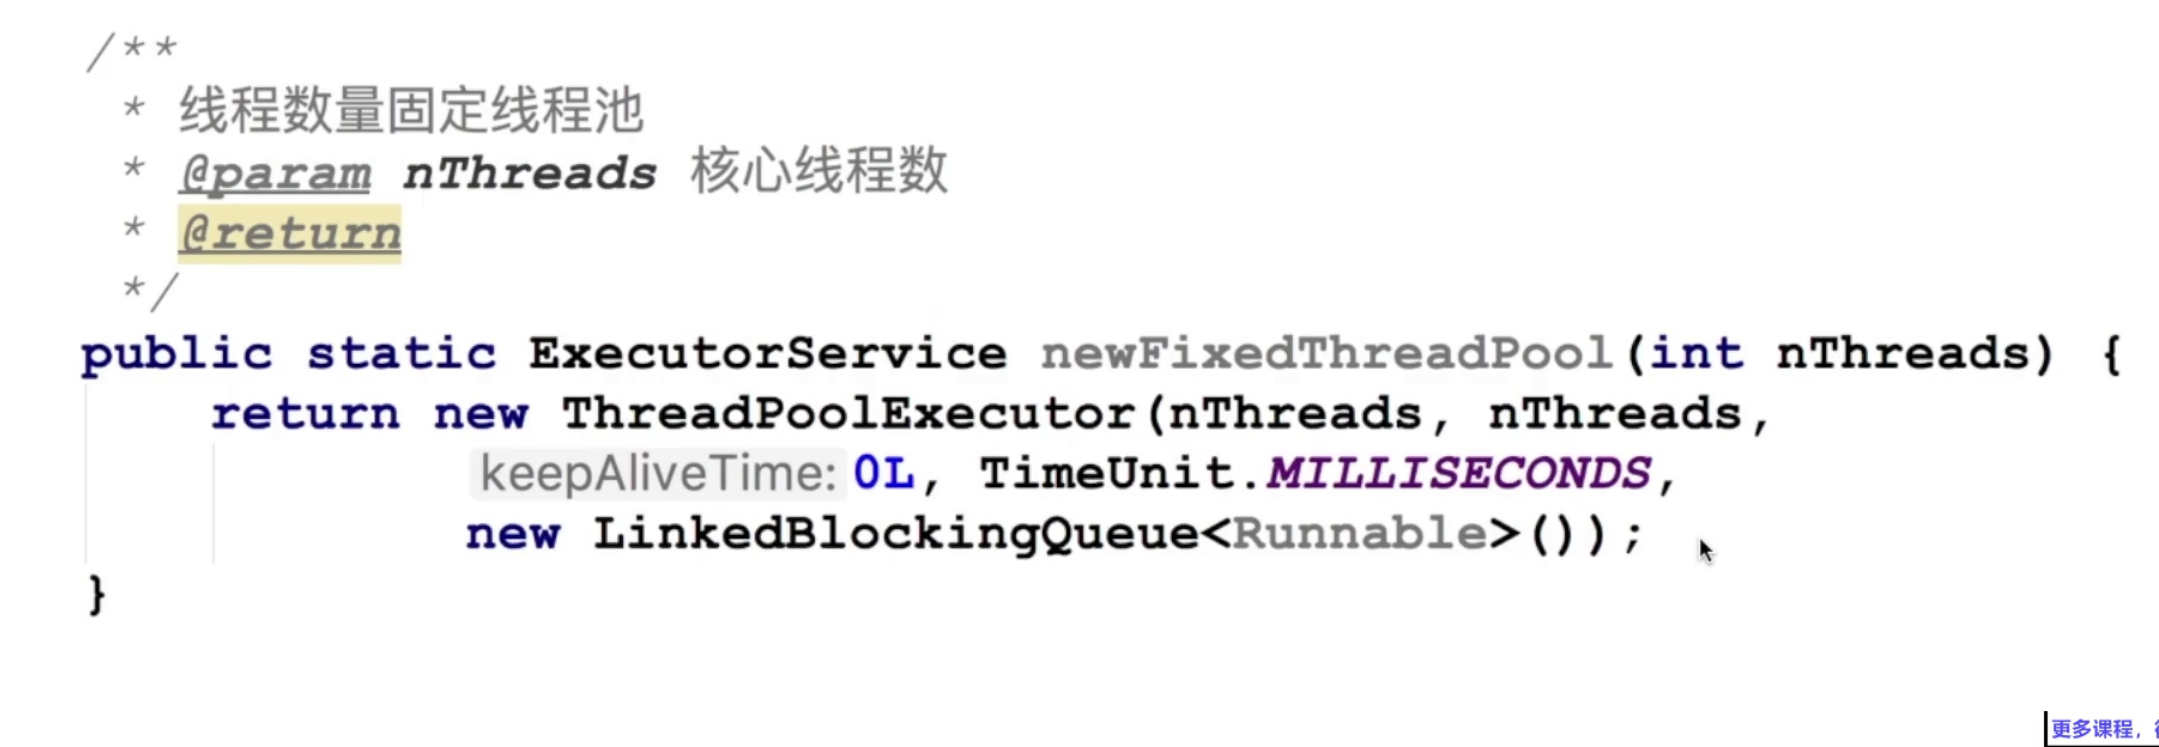 /**
* 线程数量固定线程池
* @param nThreads 核心线程数
* @return
*/
public static ExecutorService newFixedThreadPool(int nThreads) {
return new ThreadPoolExecutor(nThreads, nThreads,
keepAliveTime: 0L, TimeUnit.MILLISECONDS,
new LinkedBlockingQueue<Runnable>());
}
更多课程，